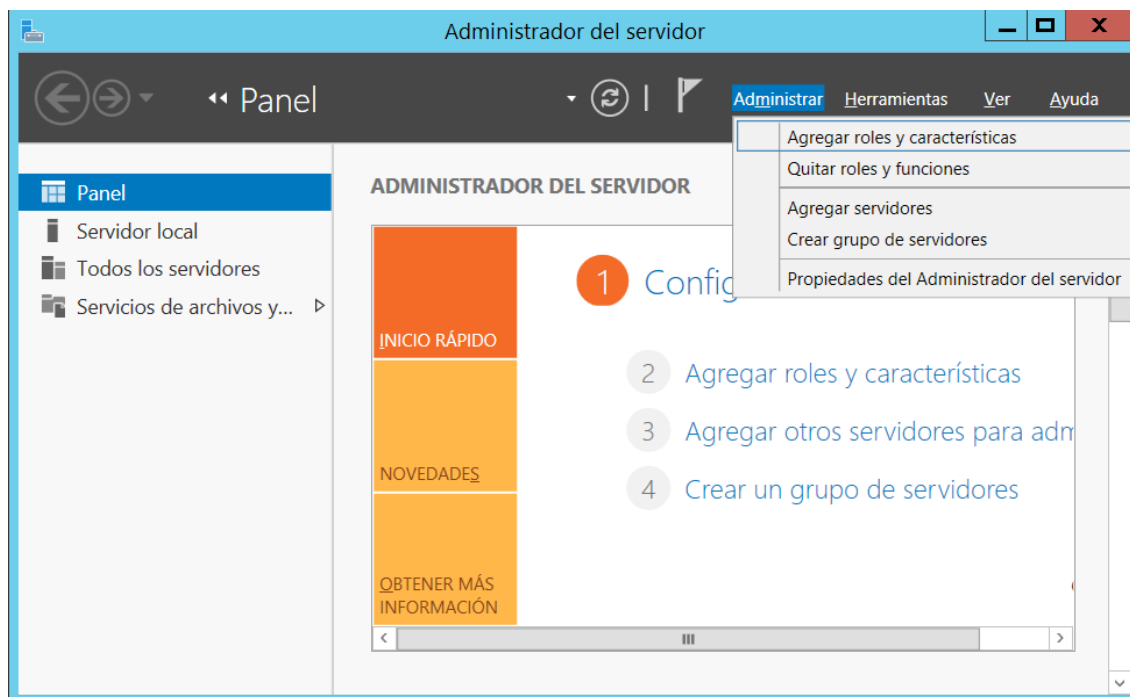 Administrador del servidor
Panel
Administrar Herramientas Ver Ayuda
Agregar roles y características
Quitar roles y funciones
Agregar servidores
Crear grupo de servidores
Propiedades del Administrador del servidor
Panel
Servidor local
Todos los servidores
Servicios de archivos y...
ADMINISTRADOR DEL SERVIDOR
INICIO RÁPIDO
NOVEDADES
OBTENER MÁS
INFORMACIÓN
1 Config
2 Agregar roles y características
3 Agregar otros servidores para adm
4 Crear un grupo de servidores